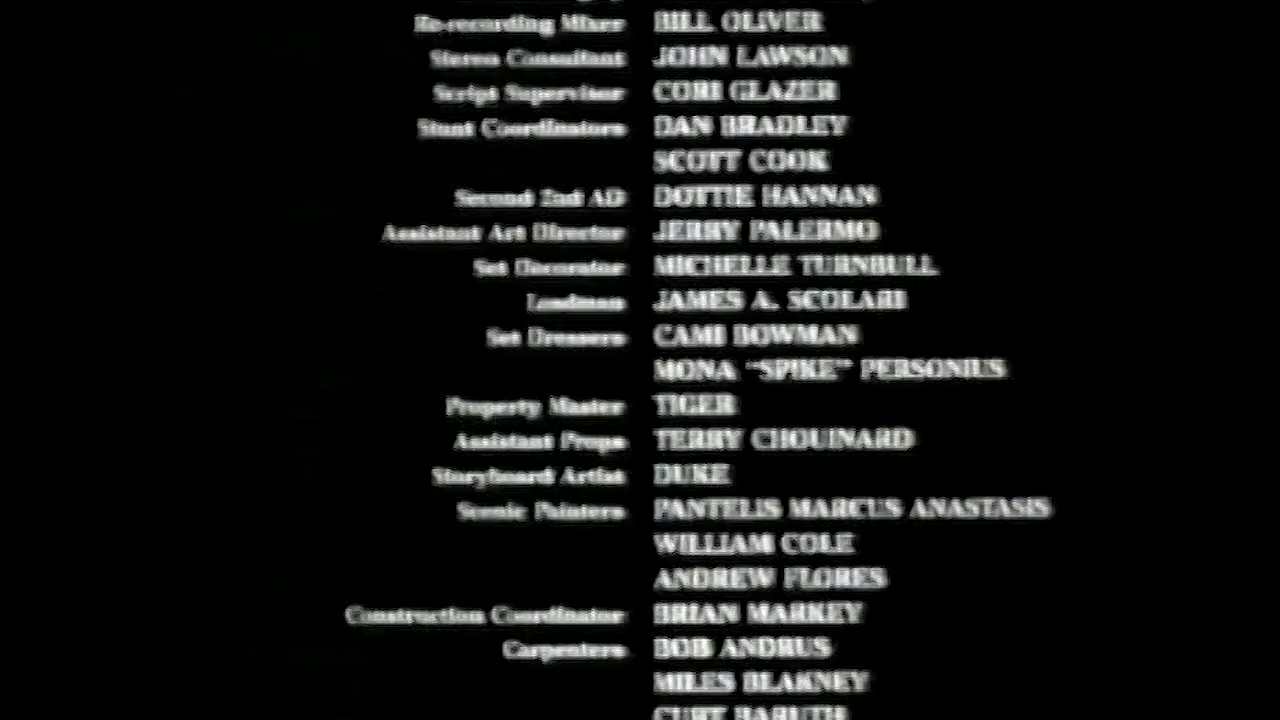 Re-recording Mixer BILL OLIVER
Stereo Consultant JOHN LAWSON
Script Supervisor CORI GLAZER
Stunt Coordinators DAN BRADLEY
SCOTT COOK
Second 2nd AD DOTTIE HANNAN
Assistant Art Director JERRY PALERMO
Set Decorator MICHELLE TURNBULL
Leadman JAMES A. SCOLARI
Set Dressers CAMI BOWMAN
MONA “SPIKE” PERSONIUS
Property Master TIGER
Assistant Props TERRY CHOUINARD
Storyboard Artist DUKE
Scenic Painters PANTELIS MARCUS ANASTASIS
WILLIAM COLE
ANDREW FLORES
Construction Coordinator BRIAN MARKEY
Carpenters BOB ANDRUS
MILES BLAKNEY
CURT BARUTH